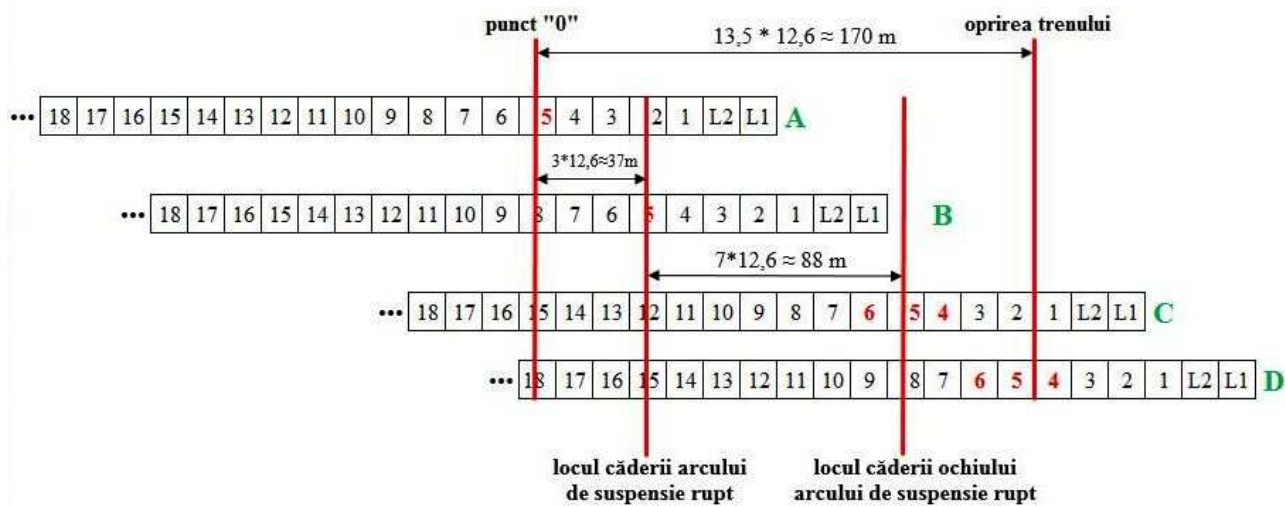 punct "0"
oprirea trenului
13,5 * 12,6 ≈ 170 m
••• 18 17 16 15 14 13 12 11 10 9 8 7 6 5 4 3 2 1 L2 L1 A
3*12,6≈37m
••• 18 17 16 15 14 13 12 11 10 9 8 7 6 5 4 3 2 1 L2 L1 B
7*12,6 ≈ 88 m
••• 18 17 16 15 14 13 12 11 10 9 8 7 6 5 4 3 2 1 L2 L1 C
••• 18 17 16 15 14 13 12 11 10 9 8 7 6 5 4 3 2 1 L2 L1 D
locul căderii arcului
de suspensie rupt
locul căderii ochiului
arcului de suspensie rupt